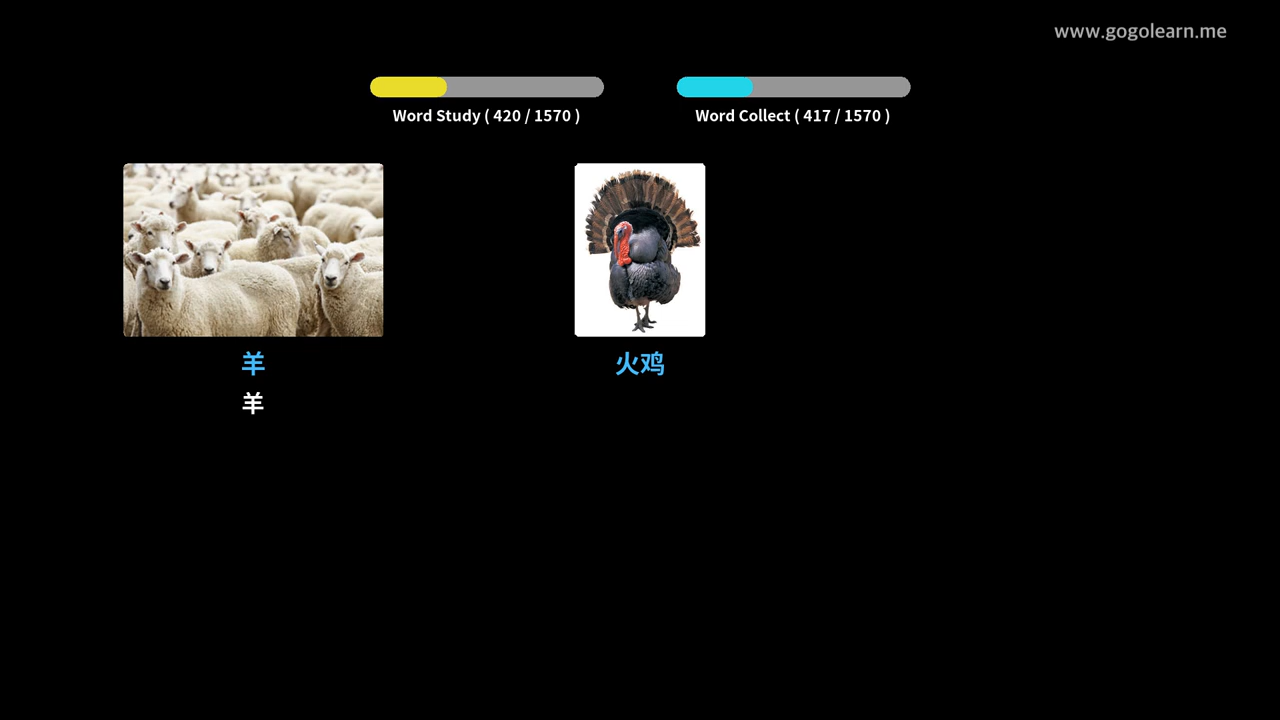 www.gogolearn.me
Word Study ( 420 / 1570 )
Word Collect ( 417 / 1570 )
羊
火鸡
羊